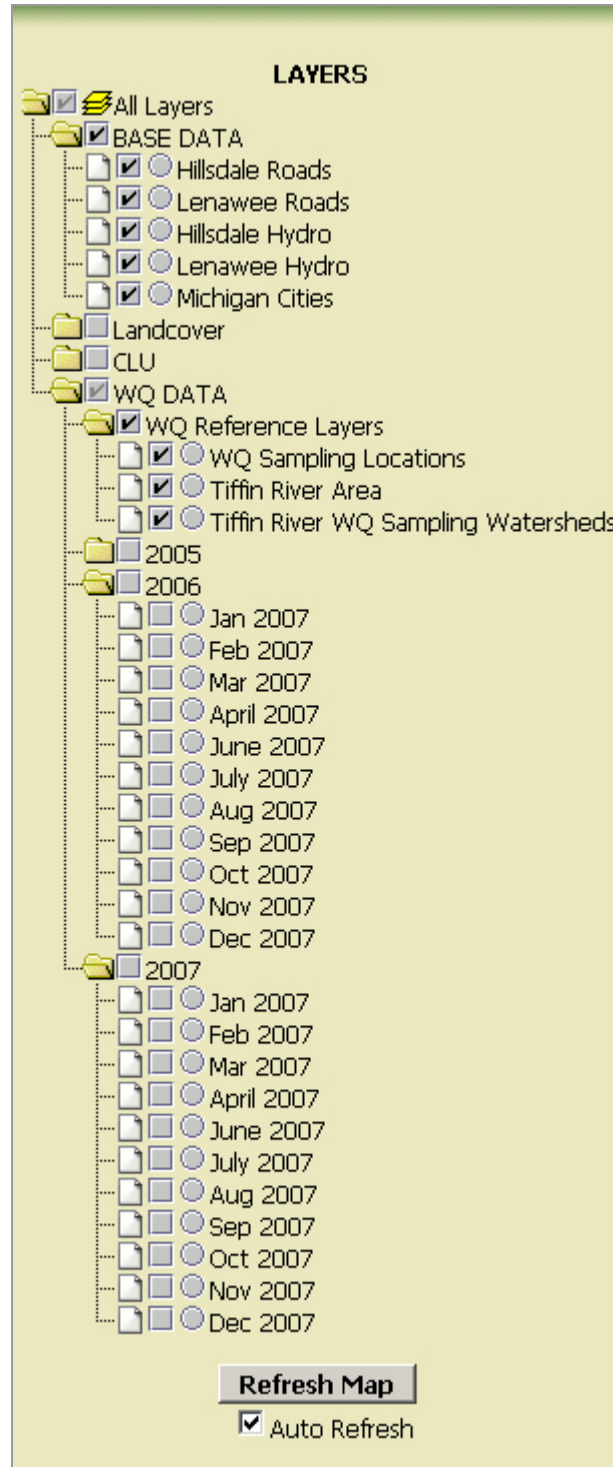 LAYERS
All Layers
BASE DATA
Hillsdale Roads
Lenawee Roads
Hillsdale Hydro
Lenawee Hydro
Michigan Cities
Landcover
CLU
WQ DATA
WQ Reference Layers
WQ Sampling Locations
Tiffin River Area
Tiffin River WQ Sampling Watersheds
2005
2006
Jan 2007
Feb 2007
Mar 2007
April 2007
June 2007
July 2007
Aug 2007
Sep 2007
Oct 2007
Nov 2007
Dec 2007
2007
Jan 2007
Feb 2007
Mar 2007
April 2007
June 2007
July 2007
Aug 2007
Sep 2007
Oct 2007
Nov 2007
Dec 2007
Refresh Map
Auto Refresh